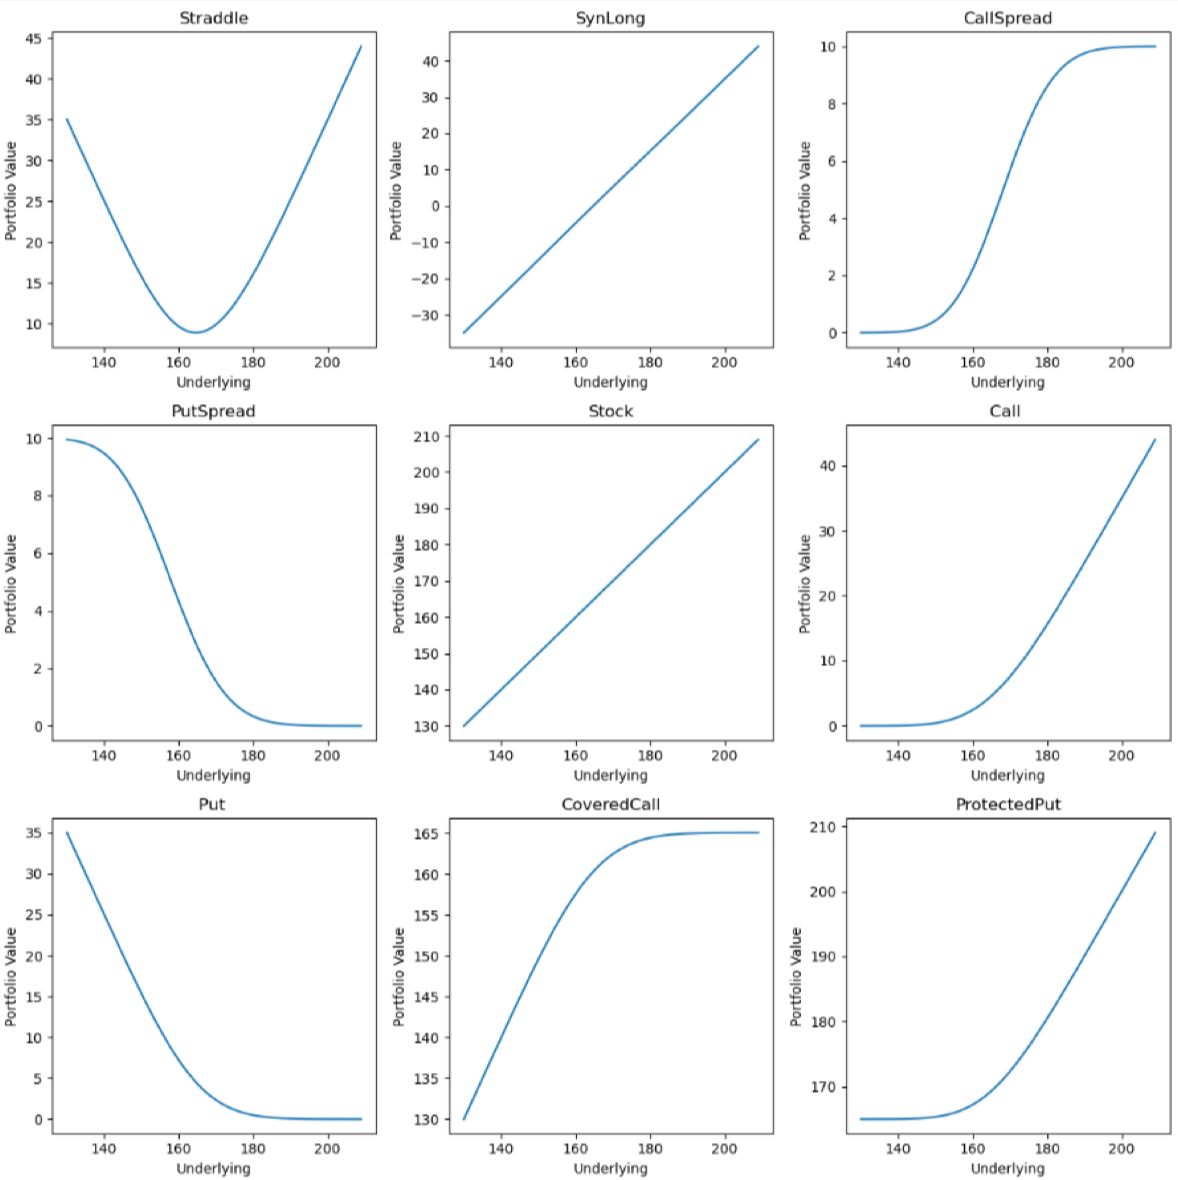 Straddle
45
40
35
30
25
20
15
10
Portfolio Value
140 160 180 200
Underlying
SynLong
40
30
20
10
0
−10
−20
−30
Portfolio Value
140 160 180 200
Underlying
CallSpread
10
8
6
4
2
0
Portfolio Value
140 160 180 200
Underlying
PutSpread
10
8
6
4
2
0
Portfolio Value
140 160 180 200
Underlying
Stock
210
200
190
180
170
160
150
140
130
Portfolio Value
140 160 180 200
Underlying
Call
40
30
20
10
0
Portfolio Value
140 160 180 200
Underlying
Put
35
30
25
20
15
10
5
0
Portfolio Value
140 160 180 200
Underlying
CoveredCall
165
160
155
150
145
140
135
130
Portfolio Value
140 160 180 200
Underlying
ProtectedPut
210
200
190
180
170
Portfolio Value
140 160 180 200
Underlying